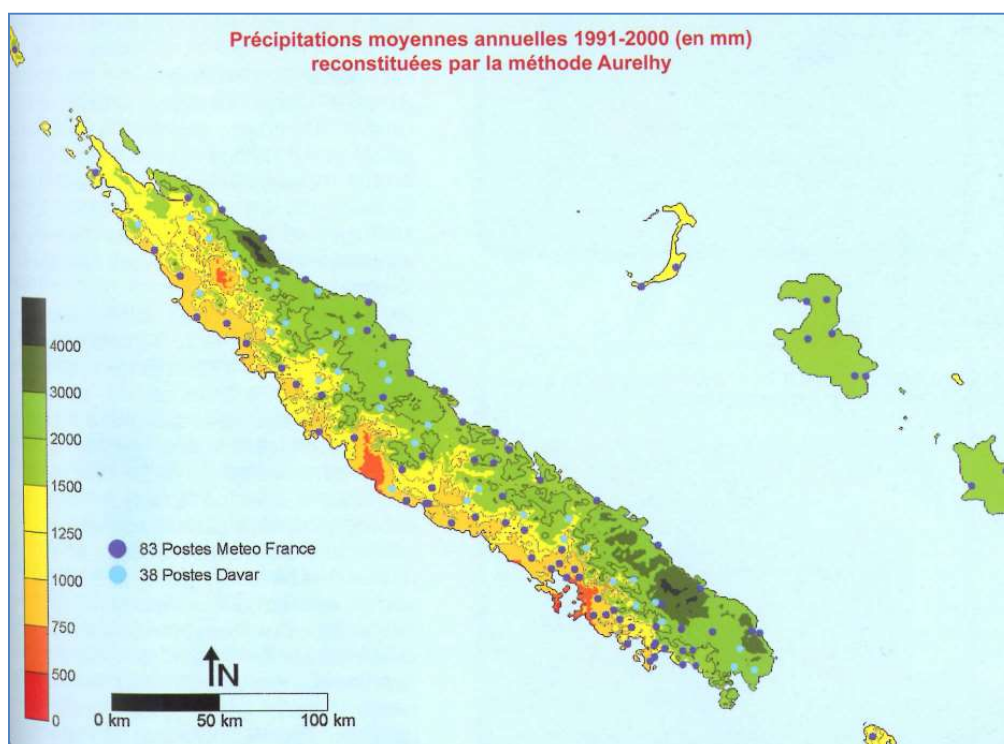 Précipitations moyennes annuelles 1991-2000 (en mm)
reconstituées par la méthode Aurelhy
4000
3000
2000
1500
1250
1000
750
500
0
83 Postes Meteo France
38 Postes Davar
N
0 km
50 km
100 km